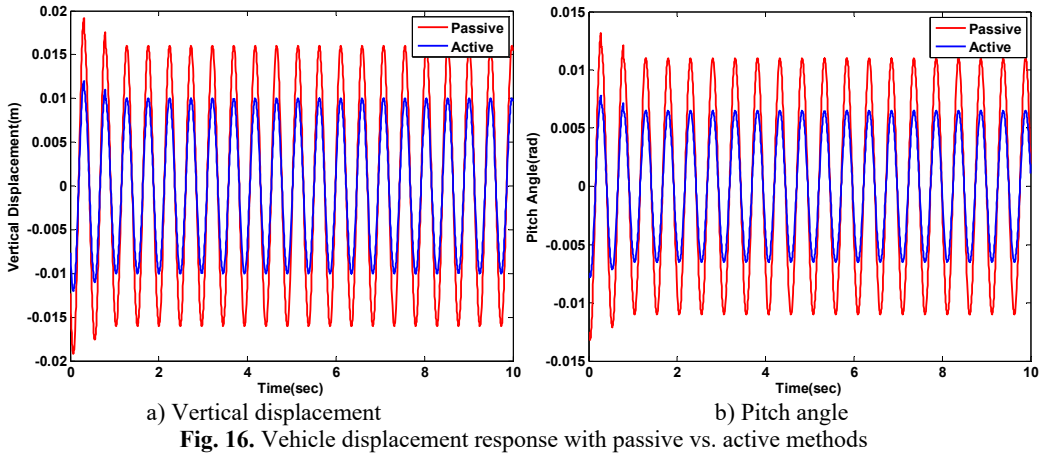 0.02
0.015
0.01
0.005
0
-0.005
-0.01
-0.015
-0.02
Vertical Displacement(m)
0 2 4 6 8 10
Time(sec)
Passive
Active
a) Vertical displacement
0.015
0.01
0.005
0
-0.005
-0.01
-0.015
Pitch Angle(rad)
0 2 4 6 8 10
Time(sec)
Passive
Active
b) Pitch angle
Fig. 16. Vehicle displacement response with passive vs. active methods